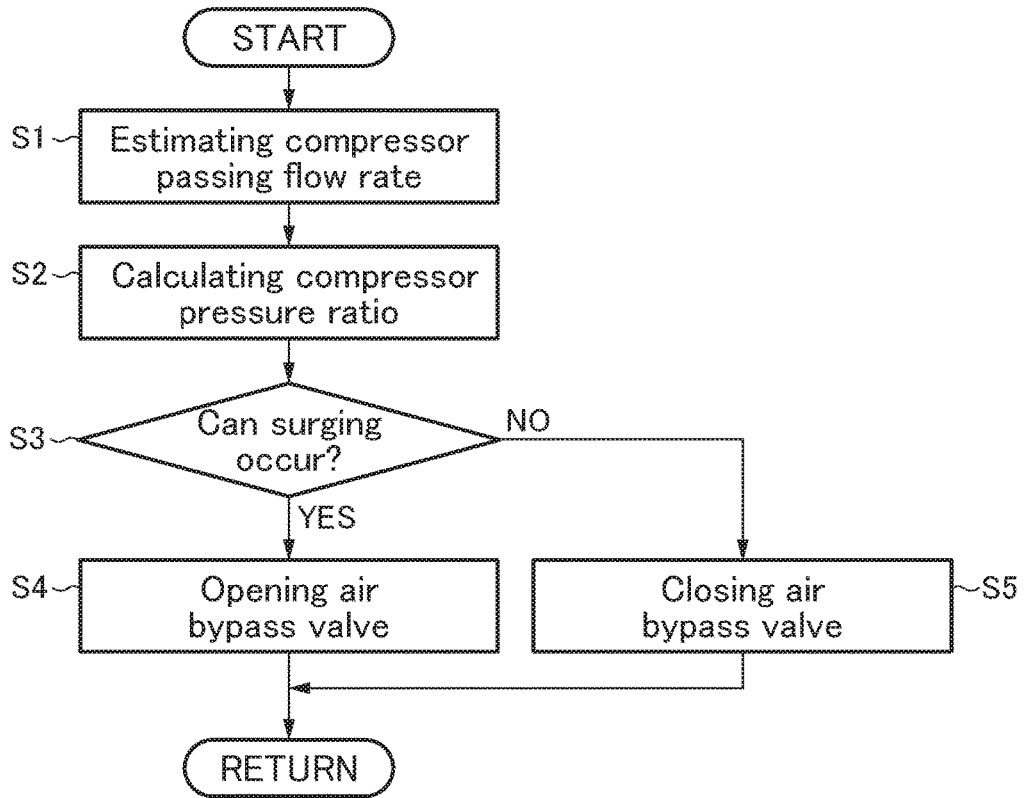 START
S1
Estimating compressor
passing flow rate
S2
Calculating compressor
pressure ratio
S3
Can surging
occur?
NO
YES
S4
Opening air
bypass valve
Closing air
bypass valve
S5
RETURN